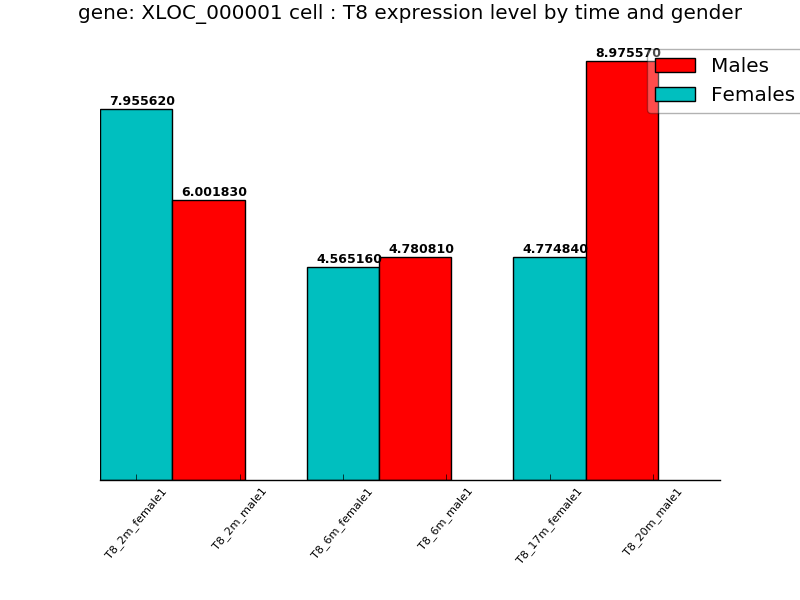 gene: XLOC_000001 cell : T8 expression level by time and gender
8.975570
Males
Females
7.955620
6.001830
4.565160
4.780810
4.774840
T8_2m_female1
T8_2m_male1
T8_6m_female1
T8_6m_male1
T8_17m_female1
T8_20m_male1